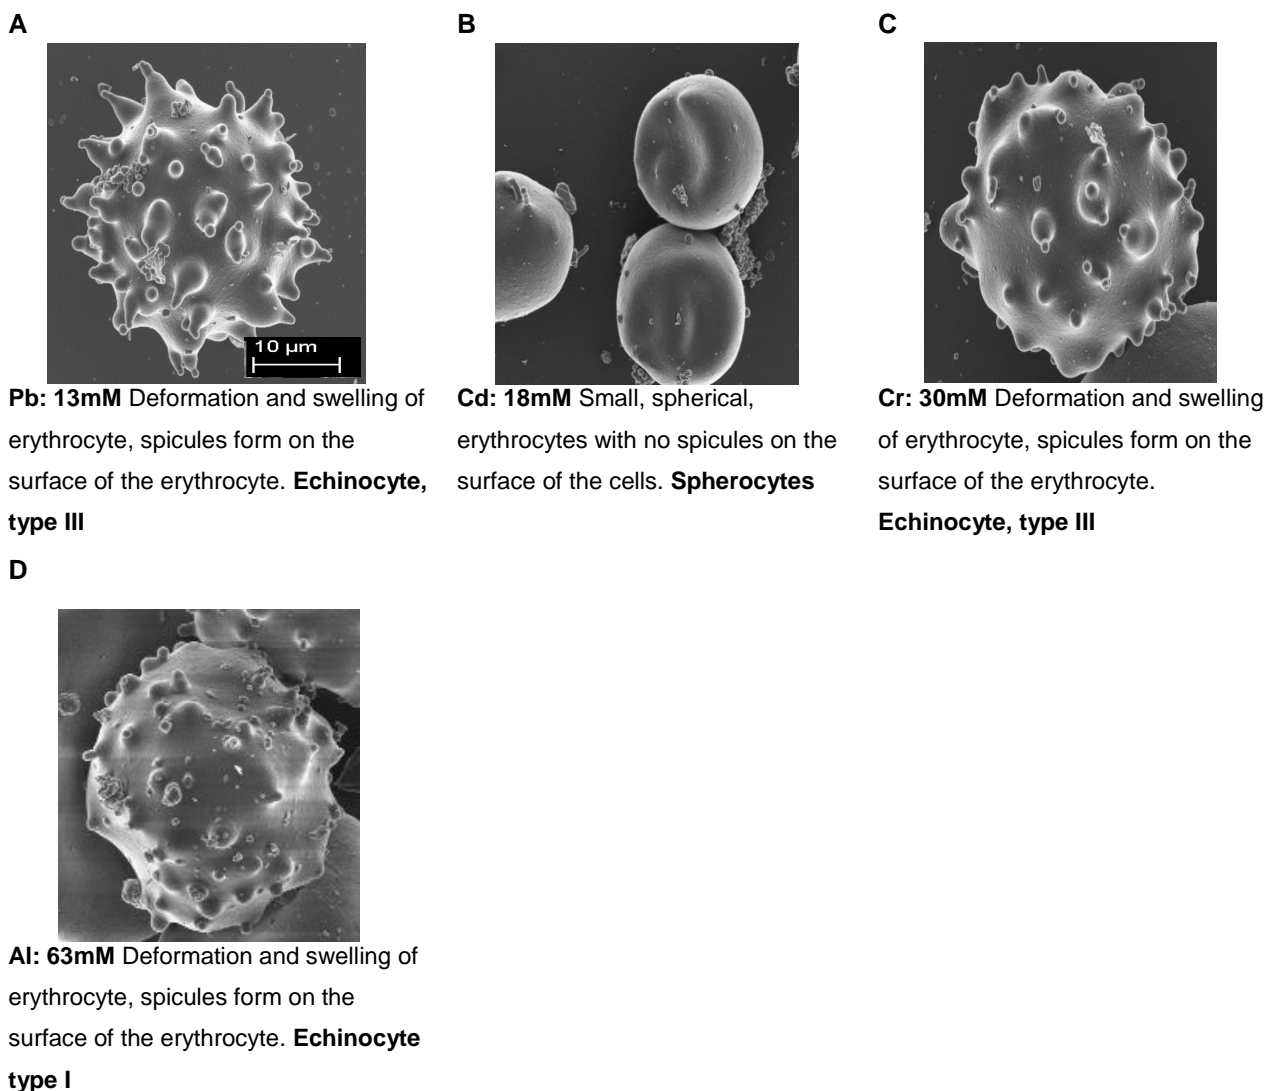 A
B
C
10 µm
Pb: 13mM Deformation and swelling of
erythrocyte, spicules form on the
surface of the erythrocyte. Echinocyte,
type III
Cd: 18mM Small, spherical,
erythrocytes with no spicules on the
surface of the cells. Spherocytes
Cr: 30mM Deformation and swelling
of erythrocyte, spicules form on the
surface of the erythrocyte.
Echinocyte, type III
D
Al: 63mM Deformation and swelling of
erythrocyte, spicules form on the
surface of the erythrocyte. Echinocyte
type I